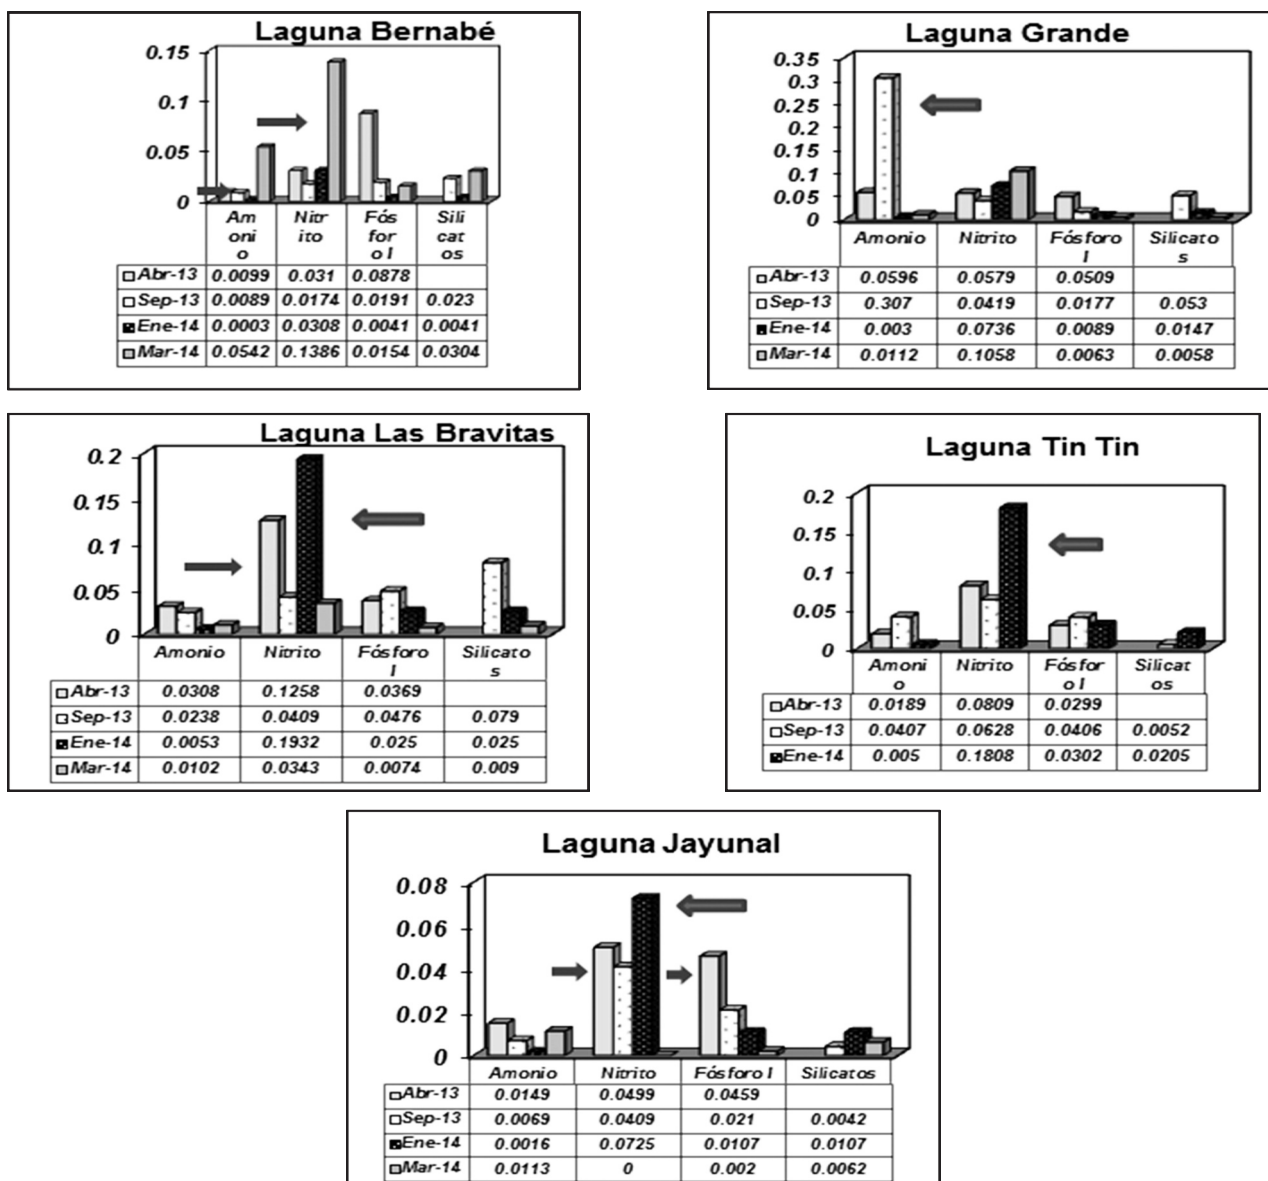 Laguna Bernabé
0.15
0.1
0.05
0
Am Nitr Fós Sili
oni ito for cat
o o I os
Abr-13 0.0099 0.031 0.0878
Sep-13 0.0089 0.0174 0.0191 0.023
Ene-14 0.0003 0.0308 0.0041 0.0041
Mar-14 0.0542 0.1386 0.0154 0.0304
Laguna Grande
0.35
0.3
0.25
0.2
0.15
0.1
0.05
0
Amonio Nitrito Fósforo Silicato
I s
Abr-13 0.0596 0.0579 0.0509
Sep-13 0.307 0.0419 0.0177 0.053
Ene-14 0.003 0.0736 0.0089 0.0147
Mar-14 0.0112 0.1058 0.0063 0.0058
Laguna Las Bravitas
0.2
0.15
0.1
0.05
0
Amonio Nitrito Fósforo Silicato
I s
Abr-13 0.0308 0.1258 0.0369
Sep-13 0.0238 0.0409 0.0476 0.079
Ene-14 0.0053 0.1932 0.025 0.025
Mar-14 0.0102 0.0343 0.0074 0.009
Laguna Tin Tin
0.2
0.15
0.1
0.05
0
Amoni Nitrito Fósfor Silicat
o o I os
Abr-13 0.0189 0.0809 0.0299
Sep-13 0.0407 0.0628 0.0406 0.0052
Ene-14 0.005 0.1808 0.0302 0.0205
Laguna Jayunal
0.08
0.06
0.04
0.02
0
Amonio Nitrito Fósforo I Silicatos
Abr-13 0.0149 0.0499 0.0459
Sep-13 0.0069 0.0409 0.021 0.0042
Ene-14 0.0016 0.0725 0.0107 0.0107
Mar-14 0.0113 0 0.002 0.0062